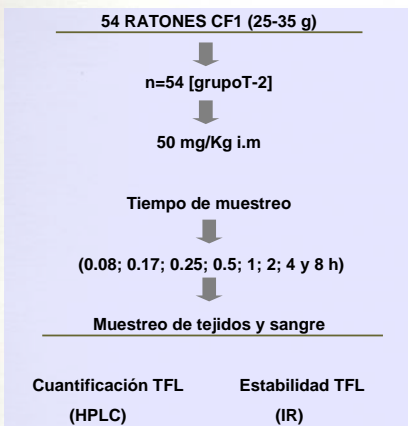 54 RATONES CF1 (25-35 g)
n=54 [grupoT-2]
50 mg/Kg i.m
Tiempo de muestreo
(0.08; 0.17; 0.25; 0.5; 1; 2; 4 y 8 h)
Muestreo de tejidos y sangre
Cuantificación TFL Estabilidad TFL
(HPLC) (IR)